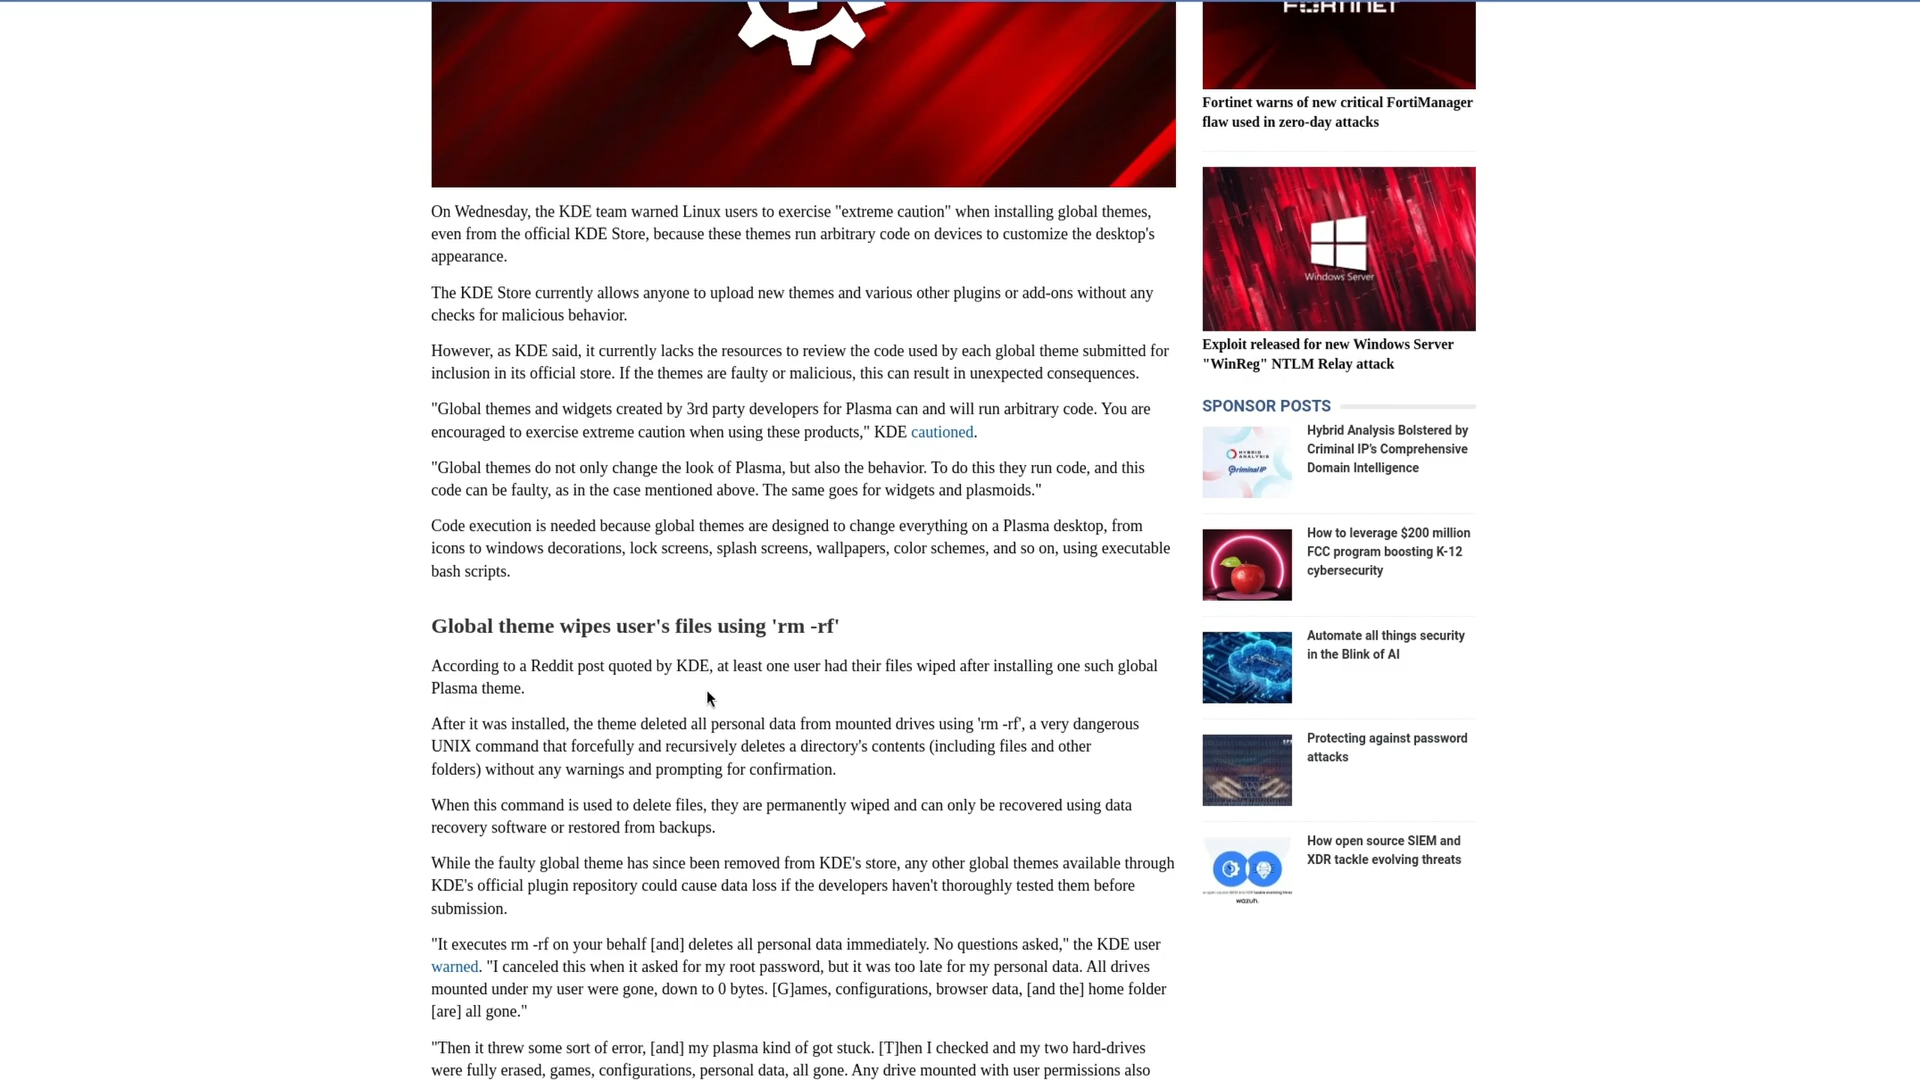 FORTINET
On Wednesday, the KDE team warned Linux users to exercise "extreme caution" when installing global themes,
even from the official KDE Store, because these themes run arbitrary code on devices to customize the desktop's
appearance.
The KDE Store currently allows anyone to upload new themes and various other plugins or add-ons without any
checks for malicious behavior.
However, as KDE said, it currently lacks the resources to review the code used by each global theme submitted for
inclusion in its official store. If the themes are faulty or malicious, this can result in unexpected consequences.
"Global themes and widgets created by 3rd party developers for Plasma can and will run arbitrary code. You are
encouraged to exercise extreme caution when using these products," KDE cautioned.
"Global themes do not only change the look of Plasma, but also the behavior. To do this they run code, and this
code can be faulty, as in the case mentioned above. The same goes for widgets and plasmoids."
Code execution is needed because global themes are designed to change everything on a Plasma desktop, from
icons to windows decorations, lock screens, splash screens, wallpapers, color schemes, and so on, using executable
bash scripts.
Global theme wipes user's files using 'rm -rf'
According to a Reddit post quoted by KDE, at least one user had their files wiped after installing one such global
Plasma theme.
After it was installed, the theme deleted all personal data from mounted drives using 'rm -rf', a very dangerous
UNIX command that forcefully and recursively deletes a directory's contents (including files and other
folders) without any warnings and prompting for confirmation.
When this command is used to delete files, they are permanently wiped and can only be recovered using data
recovery software or restored from backups.
While the faulty global theme has since been removed from KDE's store, any other global themes available through
KDE's official plugin repository could cause data loss if the developers haven't thoroughly tested them before
submission.
"It executes rm -rf on your behalf [and] deletes all personal data immediately. No questions asked," the KDE user
warned. "I canceled this when it asked for my root password, but it was too late for my personal data. All drives
mounted under my user were gone, down to 0 bytes. [G]ames, configurations, browser data, [and the] home folder
[are] all gone."
"Then it threw some sort of error, [and] my plasma kind of got stuck. [T]hen I checked and my two hard-drives
were fully erased, games, configurations, personal data, all gone. Any drive mounted with user permissions also
Fortinet warns of new critical FortiManager
flaw used in zero-day attacks
Windows Server
Exploit released for new Windows Server
"WinReg" NTLM Relay attack
SPONSOR POSTS
HYBRID
ANALYSIS
Criminal IP
Hybrid Analysis Bolstered by
Criminal IP's Comprehensive
Domain Intelligence
How to leverage $200 million
FCC program boosting K-12
cybersecurity
Automate all things security
in the Blink of AI
Protecting against password
attacks
How open source SIEM and
XDR tackle evolving threats
wazuh.